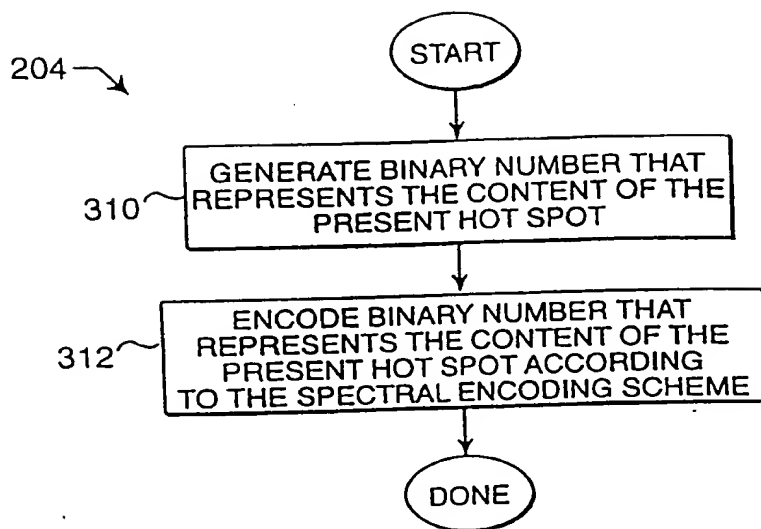 START
204
GENERATE BINARY NUMBER THAT
REPRESENTS THE CONTENT OF THE
PRESENT HOT SPOT
310
ENCODE BINARY NUMBER THAT
REPRESENTS THE CONTENT OF THE
PRESENT HOT SPOT ACCORDING
TO THE SPECTRAL ENCODING SCHEME
312
DONE